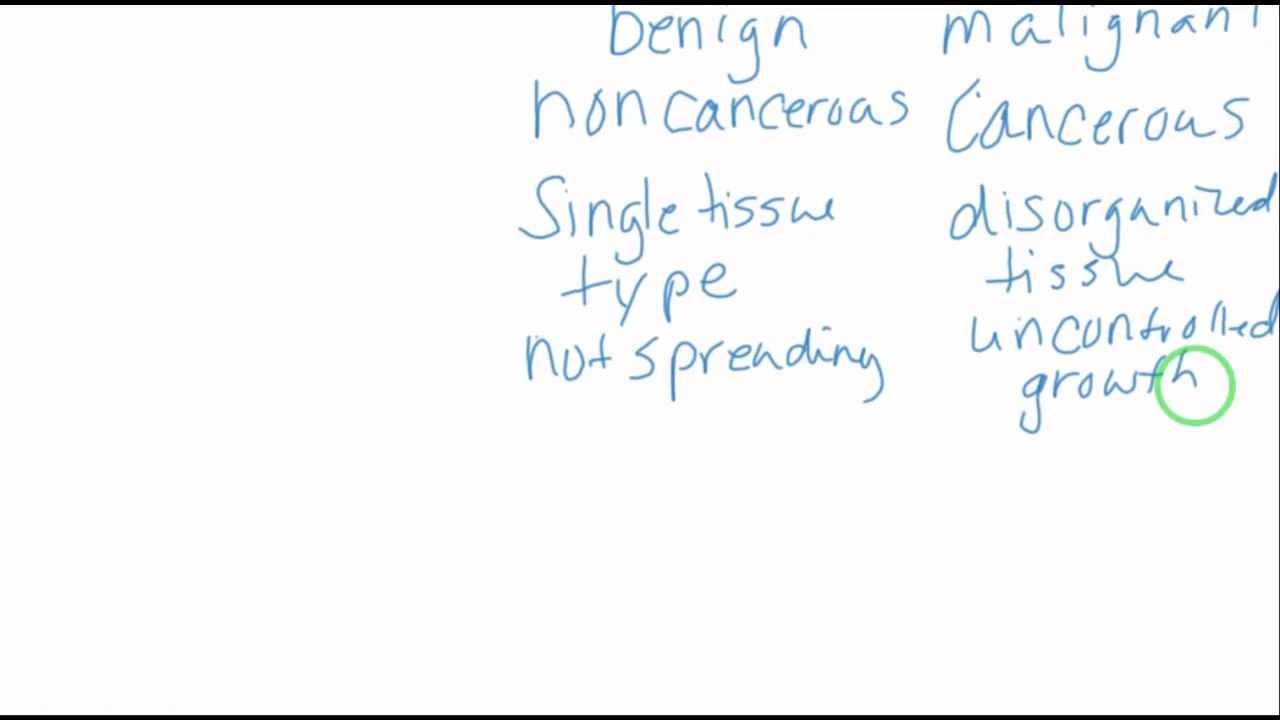 benign malignant
noncancerous Cancerous
Single tissue disorganized
type tissue
not spreading uncontrolled
growth